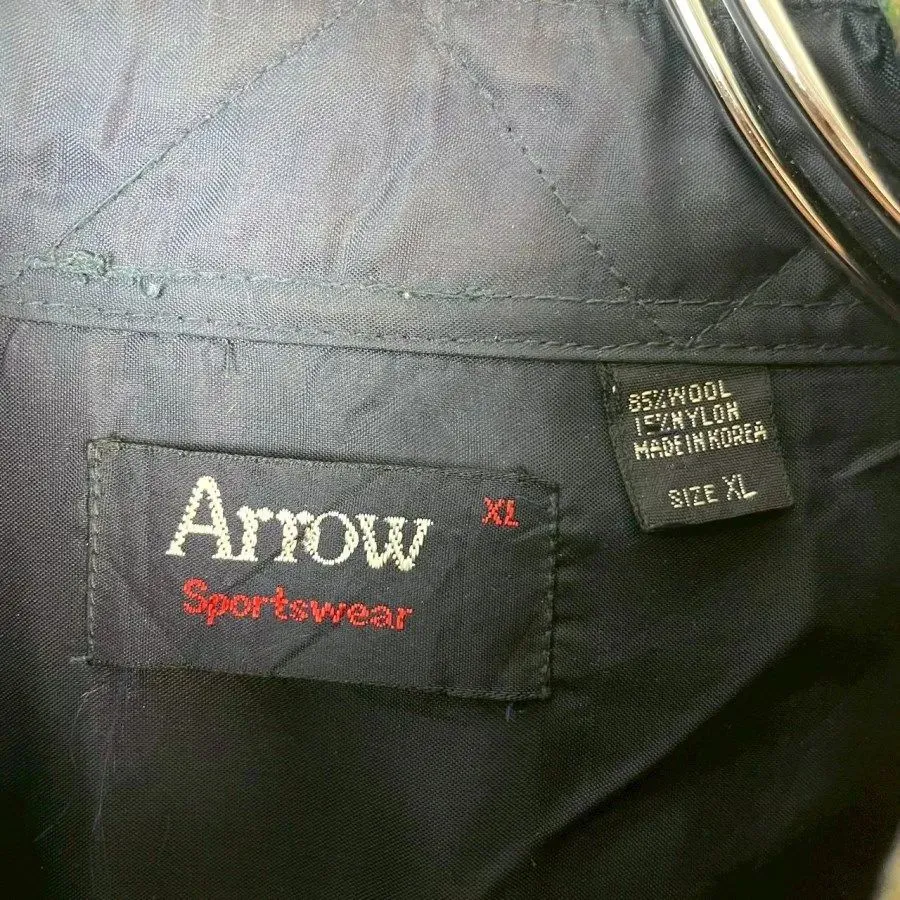 85%WOOL
15%NYLON
MADE IN KOREA
SIZE XL
Arrow
XL
Sportswear